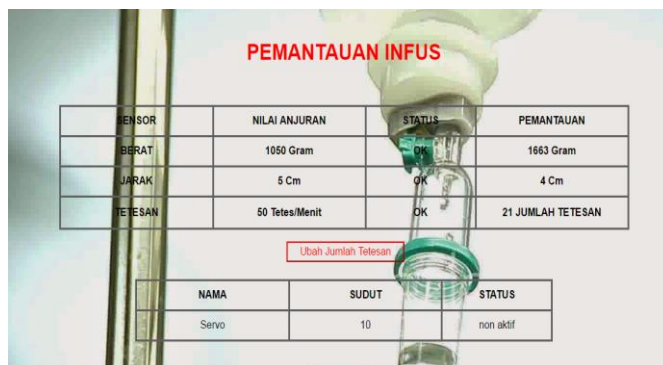 PEMANTAUAN INFUS
SENSOR NILAI ANJURAN STATUS PEMANTAUAN
BERAT 1050 Gram OK 1663 Gram
JARAK 5 Cm OK 4 Cm
TETESAN 50 Tetes/Menit OK 21 JUMLAH TETESAN
Ubah Jumlah Tetesan
NAMA SUDUT STATUS
Servo 10 non aktif